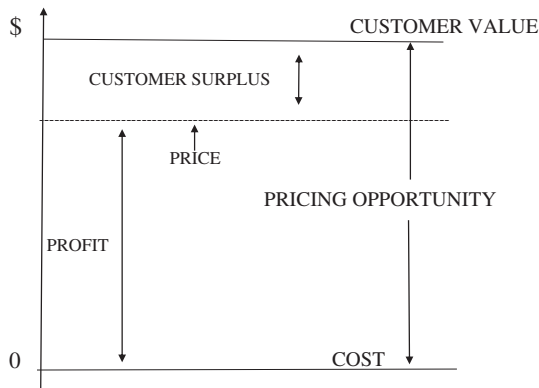 $
CUSTOMER VALUE
CUSTOMER SURPLUS
PRICE
PRICING OPPORTUNITY
PROFIT
0
COST